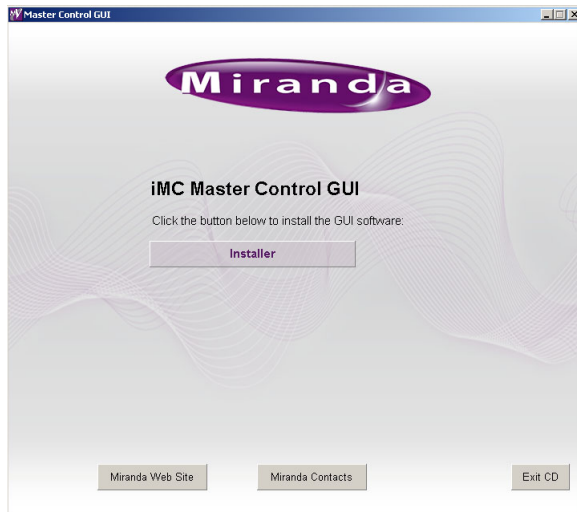 Master Control GUI
Miranda
iMC Master Control GUI
Click the button below to install the GUI software:
Installer
Miranda Web Site
Miranda Contacts
Exit CD